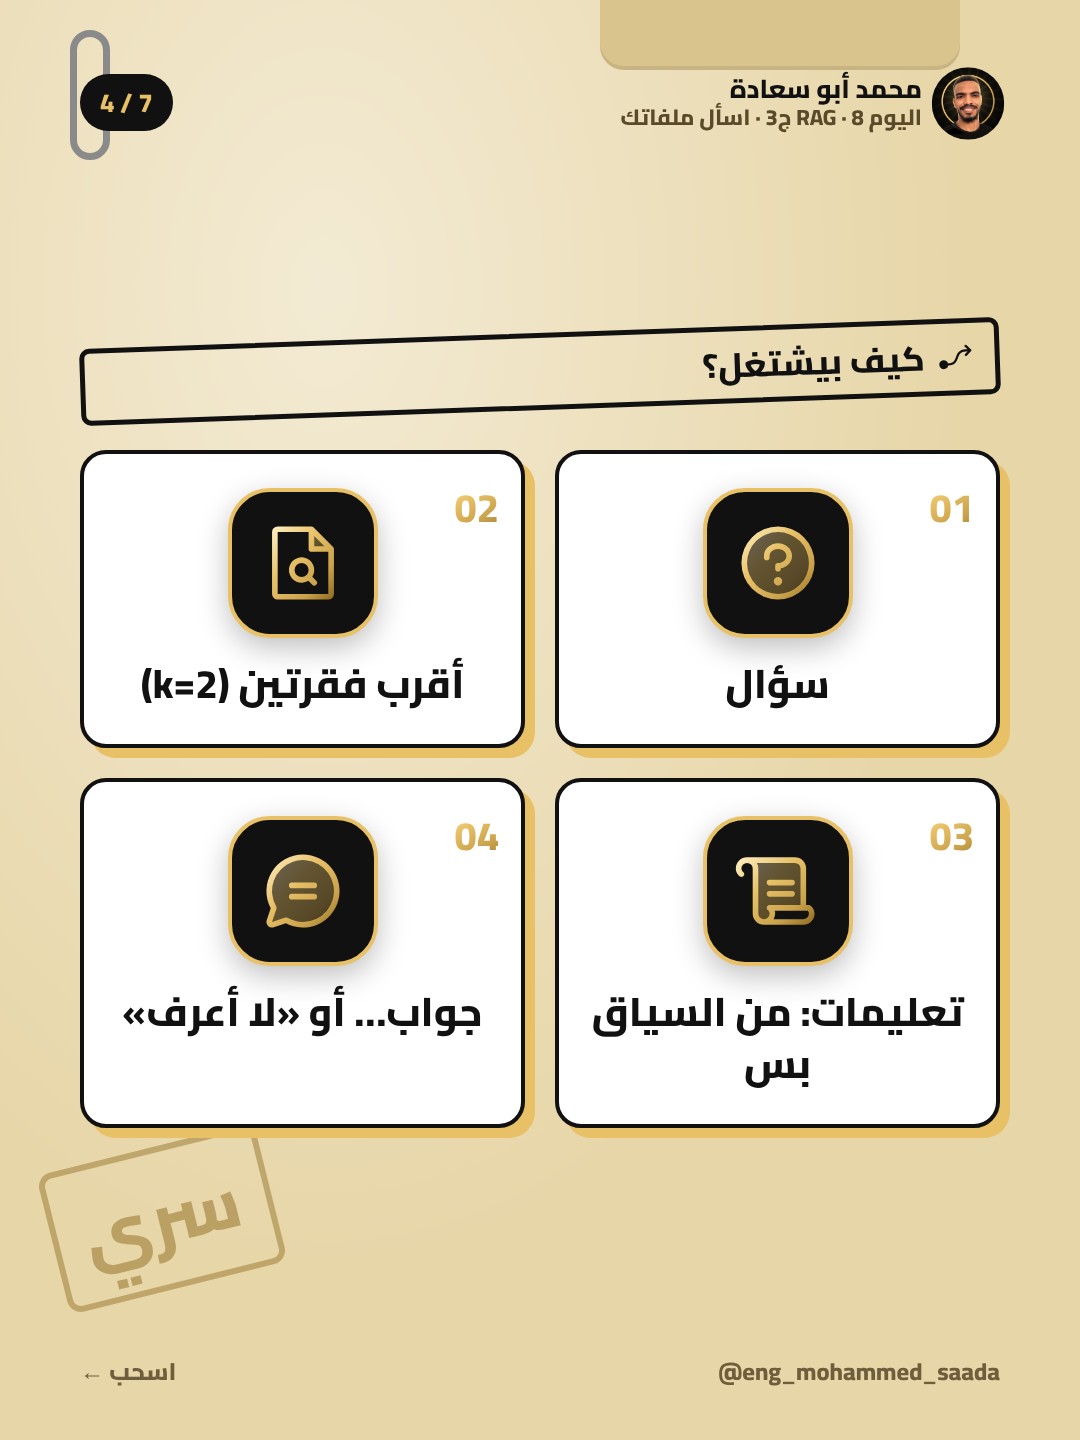 محمد أبو سعادة
اليوم 8 · RAG ج3 · اسأل ملفاتك
4 / 7
كيف بيشتغل؟
01
سؤال
02
أقرب فقرتين (k=2)
03
تعليمات: من السياق
بس
04
جواب... أو «لا أعرف»
سري
@eng_mohammed_saada
اسحب ←